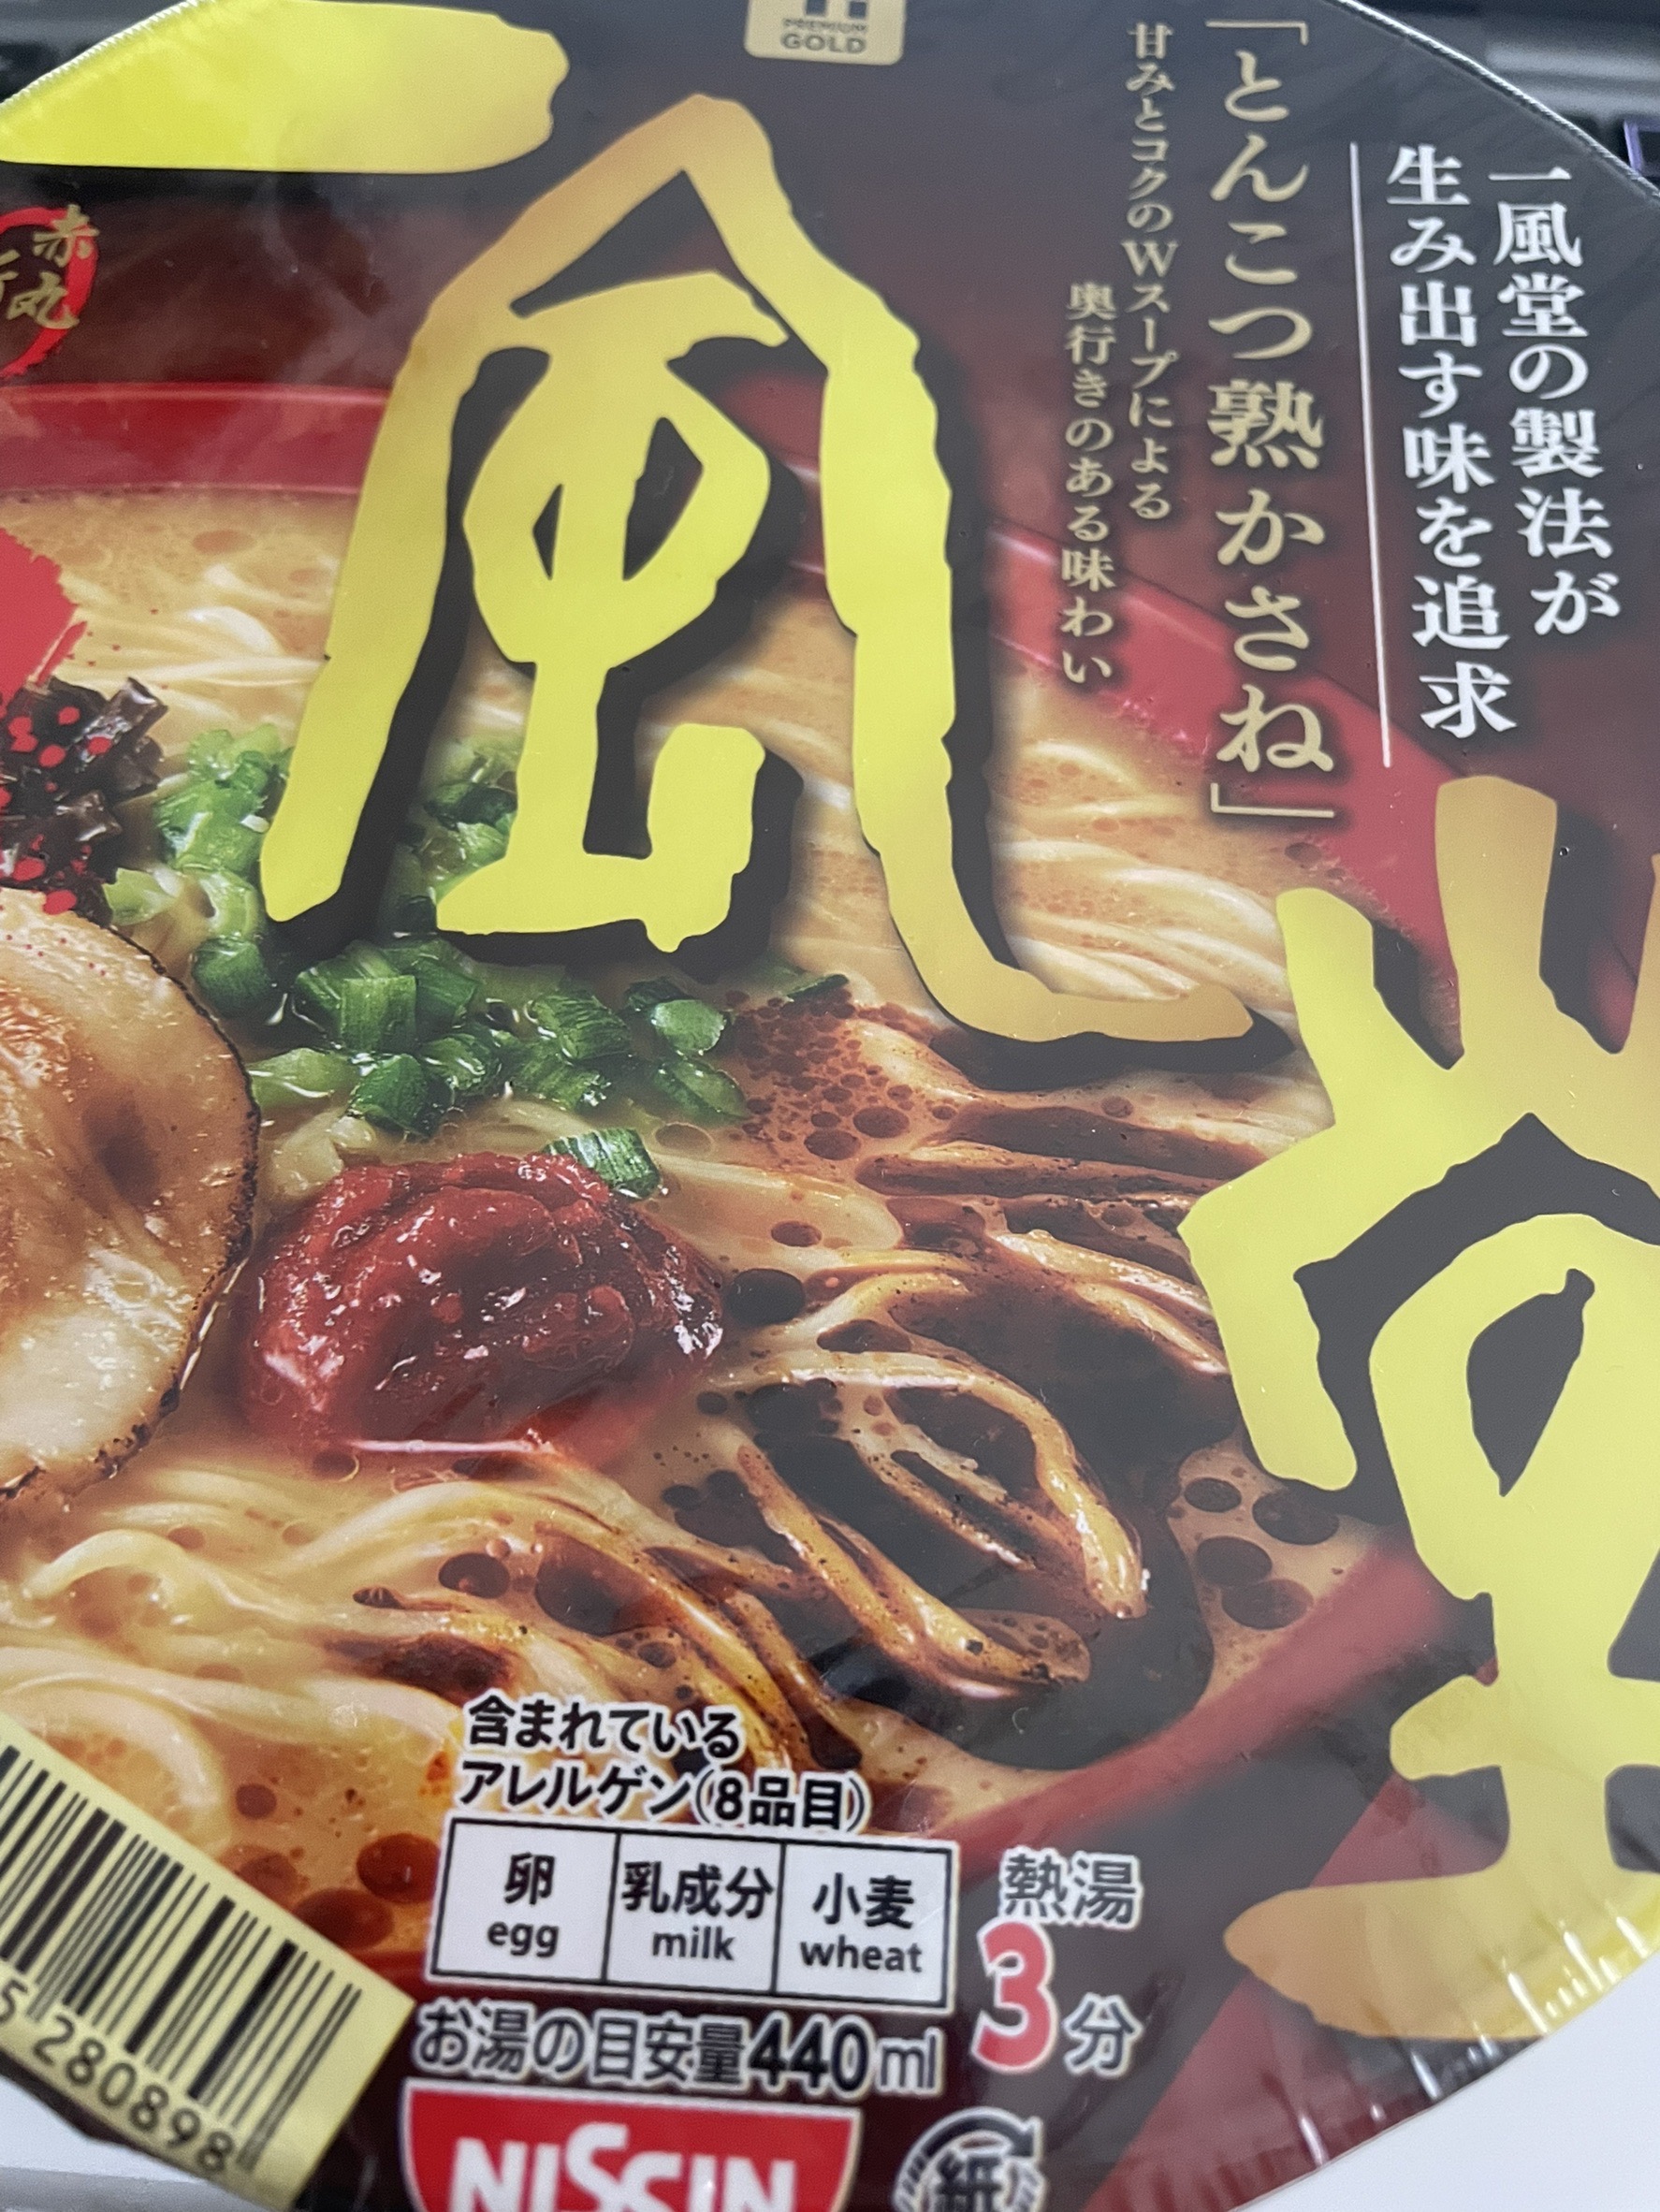 PREMIUM
GOLD
一風堂の製法が
生み出す味を追求
「とんこつ熟かさね」
甘みとコクのWスープによる
奥行きのある味わい
一風堂
赤丸
含まれている
アレルゲン(8品目)
卵 乳成分 小麦
egg milk wheat
熱湯
3分
お湯の目安量440ml
280898
NISSIN
紙